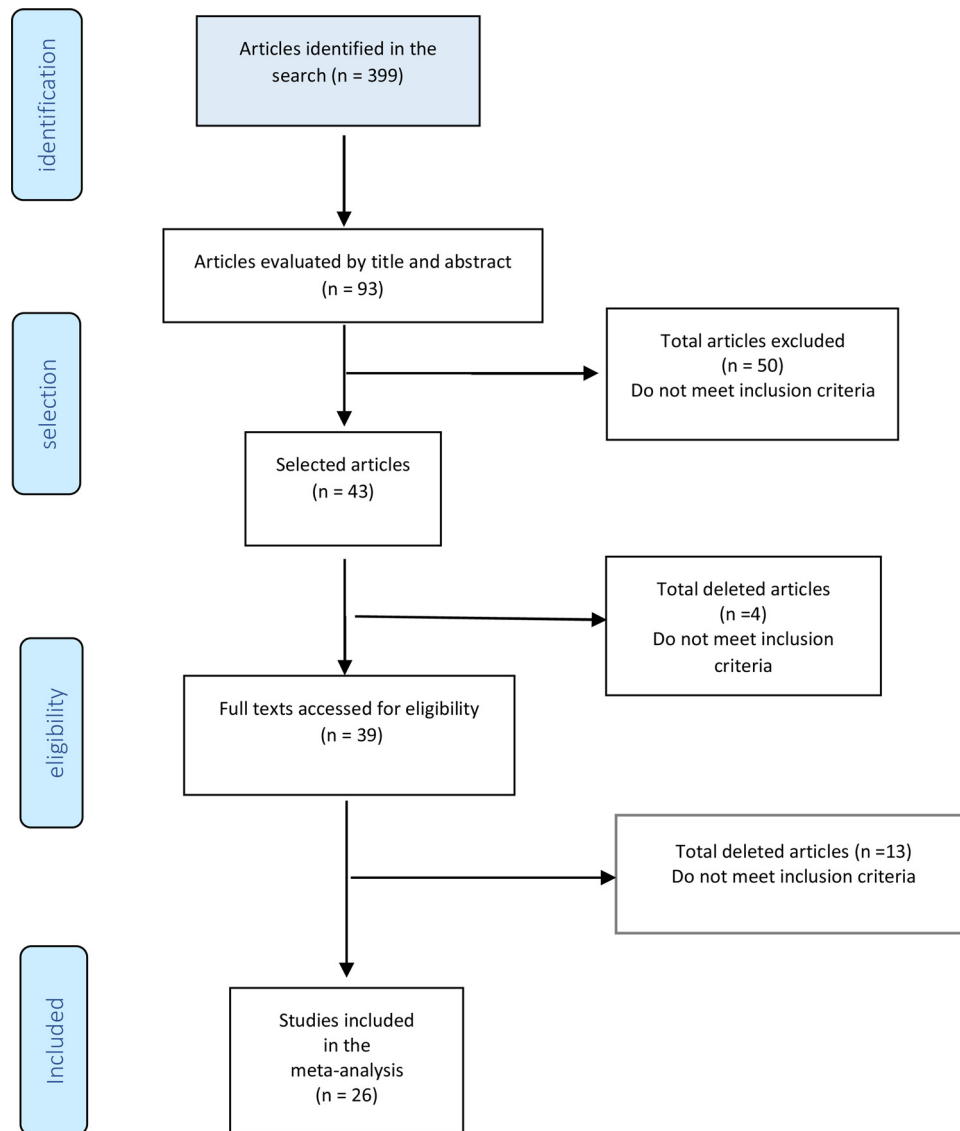 identification
Articles identified in the
search (n = 399)
Articles evaluated by title and abstract
(n = 93)
selection
Total articles excluded
(n = 50)
Do not meet inclusion criteria
Selected articles
(n = 43)
Total deleted articles
(n =4)
Do not meet inclusion
criteria
eligibility
Full texts accessed for eligibility
(n = 39)
Total deleted articles (n =13)
Do not meet inclusion criteria
Included
Studies included
in the
meta-analysis
(n = 26)